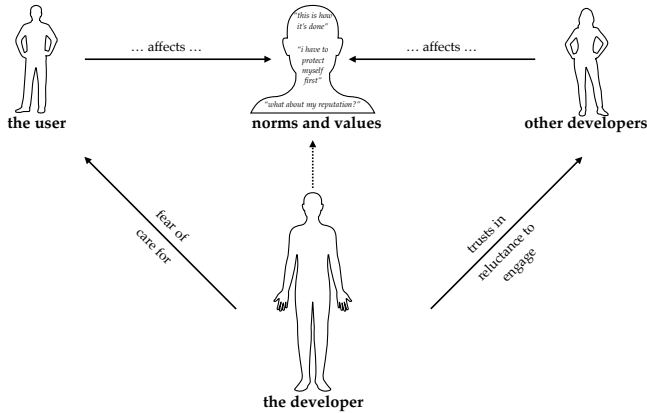 "this is how
it's done"
"i have to
protect
myself
first"
"what about my reputation?"
... affects ...
... affects ...
the user
norms and values
other developers
fear of
care for
trusts in
reluctance to
engage
the developer